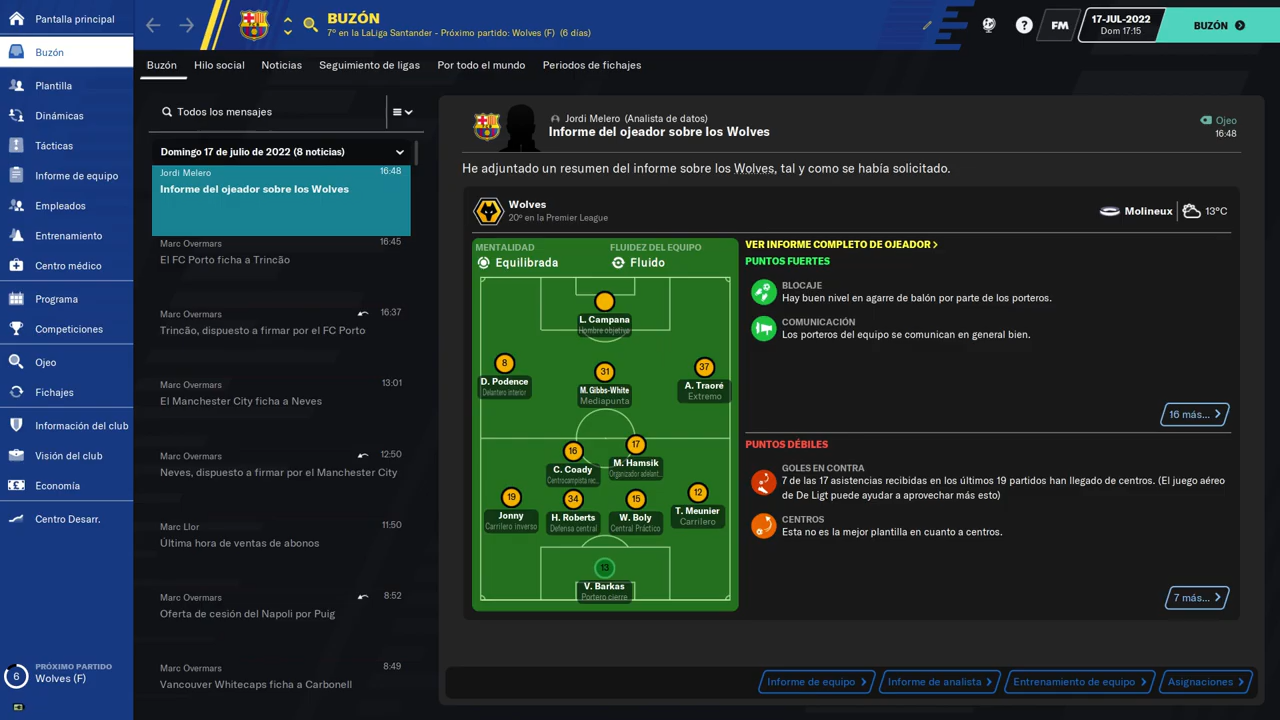 Pantalla principal
Buzón
Plantilla
Dinámicas
Tácticas
Informe de equipo
Empleados
Entrenamiento
Centro médico
Programa
Competiciones
Ojeo
Fichajes
Información del club
Visión del club
Economía
Centro Desarr.
6
PRÓXIMO PARTIDO
Wolves (F)
BUZÓN
7º en la LaLiga Santander - Próximo partido: Wolves (F) (6 días)
?
FM
17-JUL-2022
Dom 17:15
BUZÓN
Buzón
Hilo social
Noticias
Seguimiento de ligas
Por todo el mundo
Periodos de fichajes
Todos los mensajes
Domingo 17 de julio de 2022 (8 noticias)
Jordi Melero 16:48
Informe del ojeador sobre los Wolves
Marc Overmars 16:45
El FC Porto ficha a Trincão
Marc Overmars 16:37
Trincão, dispuesto a firmar por el FC Porto
Marc Overmars 13:01
El Manchester City ficha a Neves
Marc Overmars 12:50
Neves, dispuesto a firmar por el Manchester City
Marc Llor 11:50
Última hora de ventas de abonos
Marc Overmars 8:52
Oferta de cesión del Napoli por Puig
Marc Overmars 8:49
Vancouver Whitecaps ficha a Carbonell
Jordi Melero (Analista de datos)
Informe del ojeador sobre los Wolves
Ojeo
16:48
He adjuntado un resumen del informe sobre los Wolves, tal y como se había solicitado.
Wolves
20º en la Premier League
Molineux
13ºC
MENTALIDAD
Equilibrada
FLUIDEZ DEL EQUIPO
Fluido
L. Campana
Hombre objetivo
8
D. Podence
Delantero interior
31
M. Gibbs-White
Mediapunta
37
A. Traoré
Extremo
16
C. Coady
Centrocampista rec...
17
M. Hamsik
Organizador adelant...
19
Jonny
Carrilero inverso
34
H. Roberts
Defensa central
15
W. Boly
Central Práctico
12
T. Meunier
Carrilero
13
V. Barkas
Portero cierre
VER INFORME COMPLETO DE OJEADOR >
PUNTOS FUERTES
BLOCAJE
Hay buen nivel en agarre de balón por parte de los porteros.
COMUNICACIÓN
Los porteros del equipo se comunican en general bien.
16 más...
PUNTOS DÉBILES
GOLES EN CONTRA
7 de las 17 asistencias recibidas en los últimos 19 partidos han llegado de centros. (El juego aéreo
de De Ligt puede ayudar a aprovechar más esto)
CENTROS
Esta no es la mejor plantilla en cuanto a centros.
7 más...
Informe de equipo
Informe de analista
Entrenamiento de equipo
Asignaciones